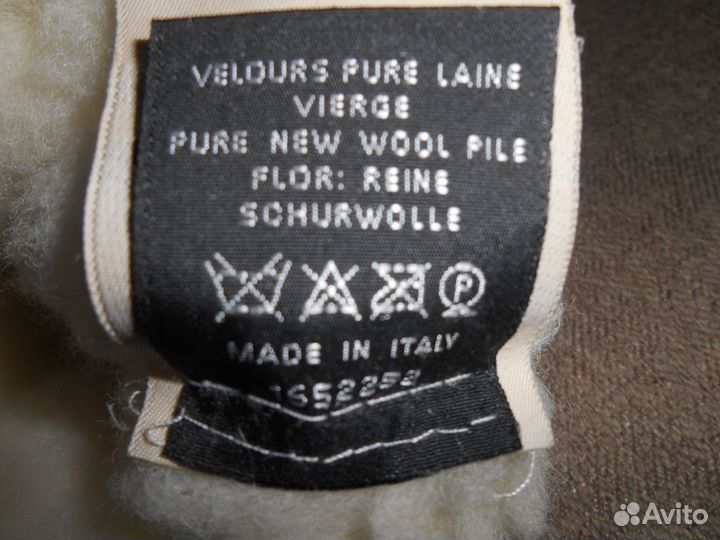 VELOURS PURE LAINE
VIERGE
PURE NEW WOOL PILE
FLOR: REINE
SCHURWOLLE
P
MADE IN ITALY
Avito